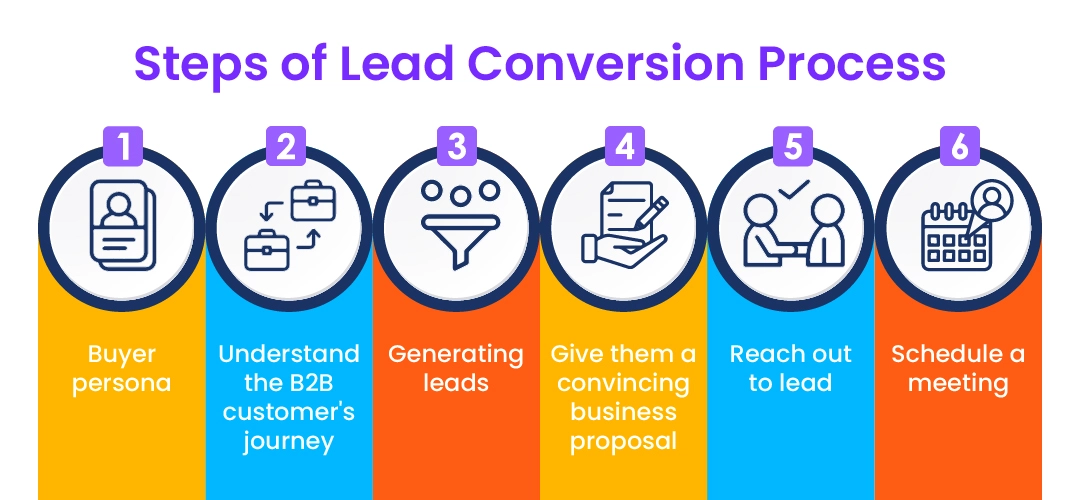 Steps of Lead Conversion Process
1
Buyer
persona
2
Understand
the B2B
customer's
journey
3
Generating
leads
4
Give them a
convincing
business
proposal
5
Reach out
to lead
6
Schedule a
meeting